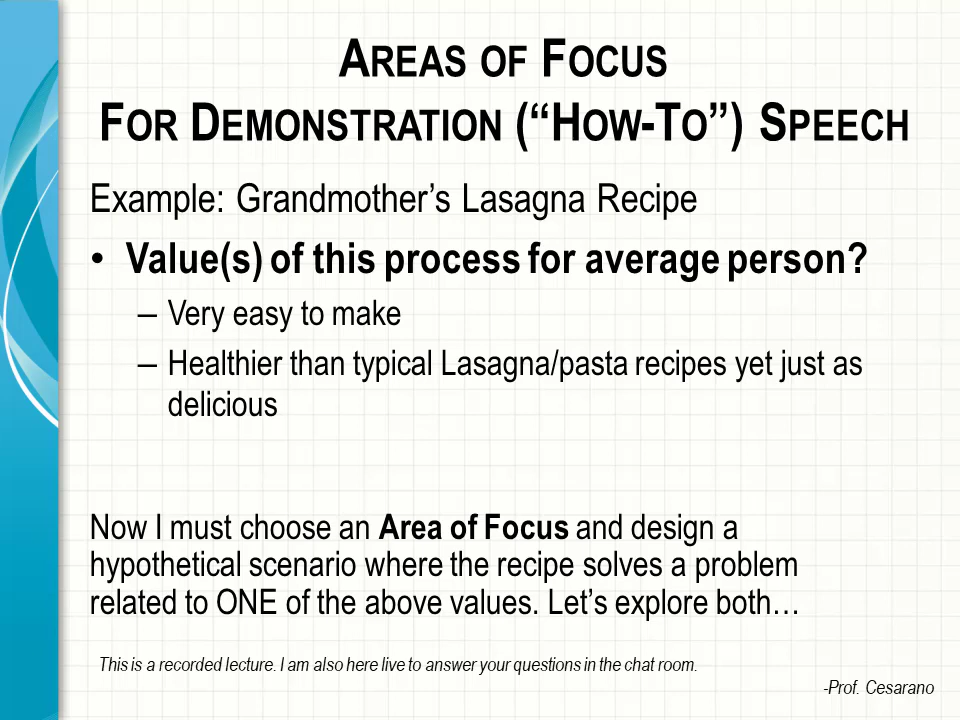 AREAS OF FOCUS
FOR DEMONSTRATION (“HOW-TO”) SPEECH
Example: Grandmother’s Lasagna Recipe
• Value(s) of this process for average person?
– Very easy to make
– Healthier than typical Lasagna/pasta recipes yet just as
delicious
Now I must choose an Area of Focus and design a
hypothetical scenario where the recipe solves a problem
related to ONE of the above values. Let’s explore both…
This is a recorded lecture. I am also here live to answer your questions in the chat room.
-Prof. Cesarano